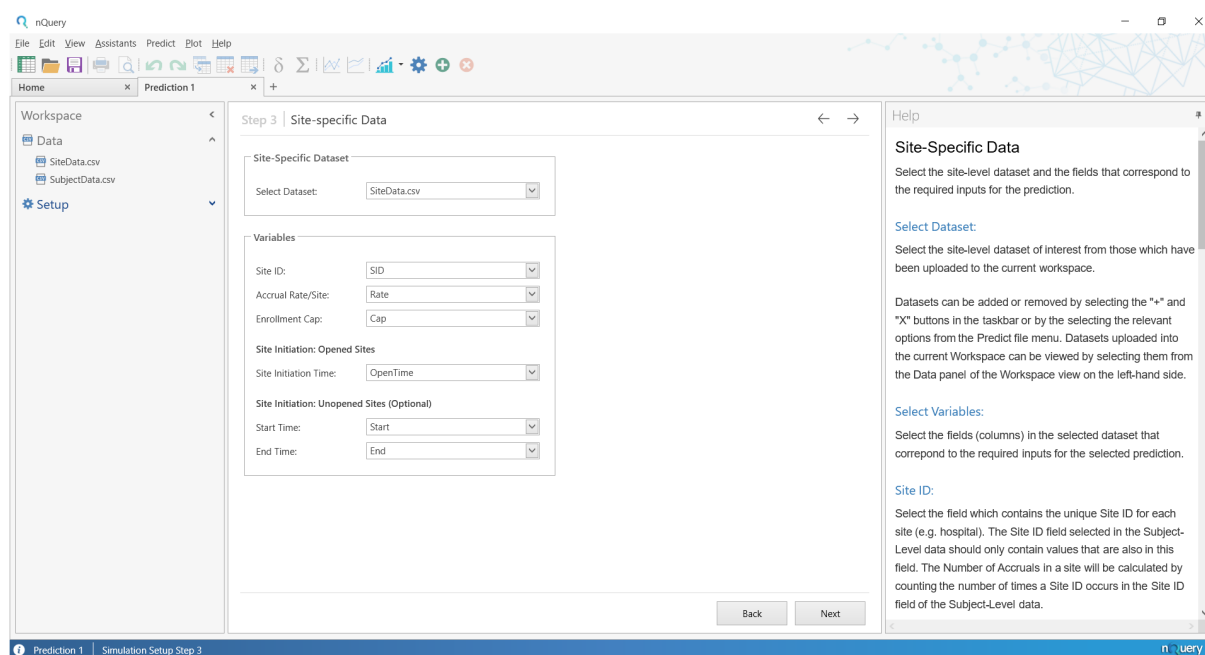 nQuery
File Edit View Assistants Predict Plot Help
Home × Prediction 1 × +
Workspace
Data
SiteData.csv
SubjectData.csv
Setup
Step 3 | Site-specific Data
Site-Specific Dataset
Select Dataset: SiteData.csv
Variables
Site ID: SID
Accrual Rate/Site: Rate
Enrollment Cap: Cap
Site Initiation: Opened Sites
Site Initiation Time: OpenTime
Site Initiation: Unopened Sites (Optional)
Start Time: Start
End Time: End
Back Next
Help
Site-Specific Data
Select the site-level dataset and the fields that correspond to
the required inputs for the prediction.
Select Dataset:
Select the site-level dataset of interest from those which have
been uploaded to the current workspace.
Datasets can be added or removed by selecting the "+" and
"X" buttons in the taskbar or by the selecting the relevant
options from the Predict file menu. Datasets uploaded into
the current Workspace can be viewed by selecting them from
the Data panel of the Workspace view on the left-hand side.
Select Variables:
Select the fields (columns) in the selected dataset that
correpond to the required inputs for the selected prediction.
Site ID:
Select the field which contains the unique Site ID for each
site (e.g. hospital). The Site ID field selected in the Subject-
Level data should only contain values that are also in this
field. The Number of Accruals in a site will be calculated by
counting the number of times a Site ID occurs in the Site ID
field of the Subject-Level data.
Prediction 1 | Simulation Setup Step 3
nQuery